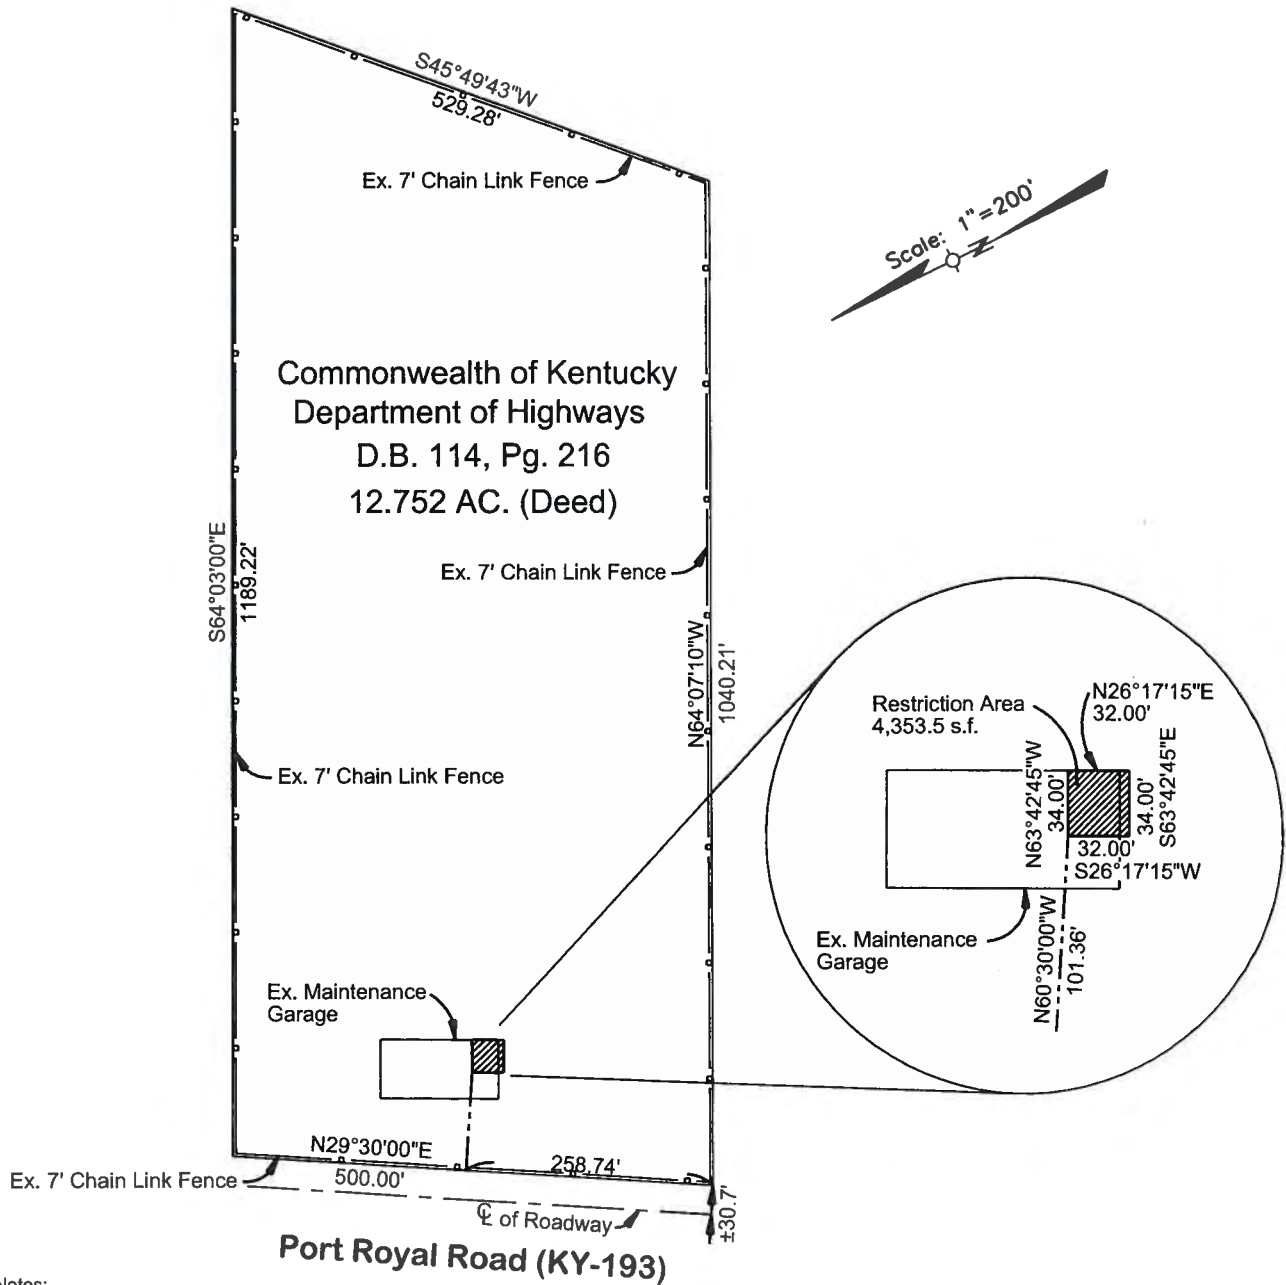 S45°49'43"W
529.28'
Ex. 7' Chain Link Fence
Scale: 1"=200'
N
Commonwealth of Kentucky
Department of Highways
D.B. 114, Pg. 216
12.752 AC. (Deed)
S64°03'00"E
1189.22'
Ex. 7' Chain Link Fence
N64°07'10"W
1040.21'
Ex. 7' Chain Link Fence
Restriction Area
4,353.5 s.f.
N26°17'15"E
32.00'
N63°42'45"W
34.00'
34.00'
S63°42'45"E
32.00'
S26°17'15"W
Ex. Maintenance
Garage
N60°30'00"W
101.36'
Ex. Maintenance
Garage
N29°30'00"E
500.00'
258.74'
Ex. 7' Chain Link Fence
℄ of Roadway
±30.7'
Port Royal Road (KY-193)
Notes: